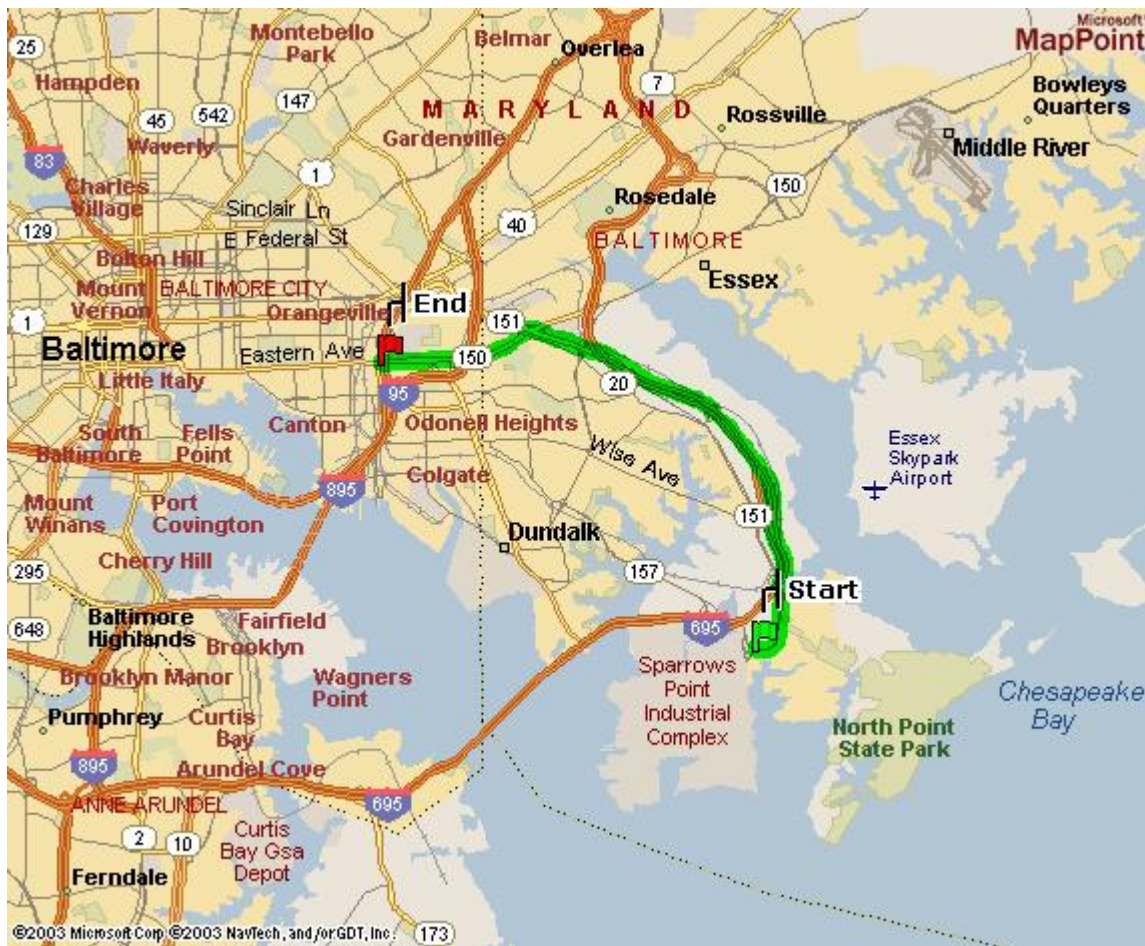 Microsoft
MapPoint
25
Montebello
Park
Belmar
Overlea
7
Bowleys
Quarters
Hampden
147
542
45
MARYLAND
Rossville
Waverly
Gardenville
Middle River
83
1
150
Charles
Village
Rosedale
Sinclair Ln
129
40
E Federal St
BALTIMORE
Bolton Hill
Essex
Mount
Vernon
BALTIMORE CITY
End
Orangeville
1
151
Baltimore
Eastern Ave
150
Little Italy
20
95
Canton
Odonell Heights
South
Baltimore
Fells
Point
Wise Ave
Essex
Skypark
Airport
Colgate
895
Mount
Winans
Port
Covington
151
Dundalk
Cherry Hill
295
157
Start
Baltimore
Highlands
648
Fairfield
695
Brooklyn
Brooklyn Manor
Wagners
Point
Sparrows
Point
Industrial
Complex
Chesapeake
Bay
Pumphrey
Curtis
Bay
North Point
State Park
895
Arundel Cove
ANNE ARUNDEL
695
2
10
Curtis
Bay Gsa
Depot
Ferndale
173
©2003 Microsoft Corp ©2003 NavTech, and/or GDT, Inc.